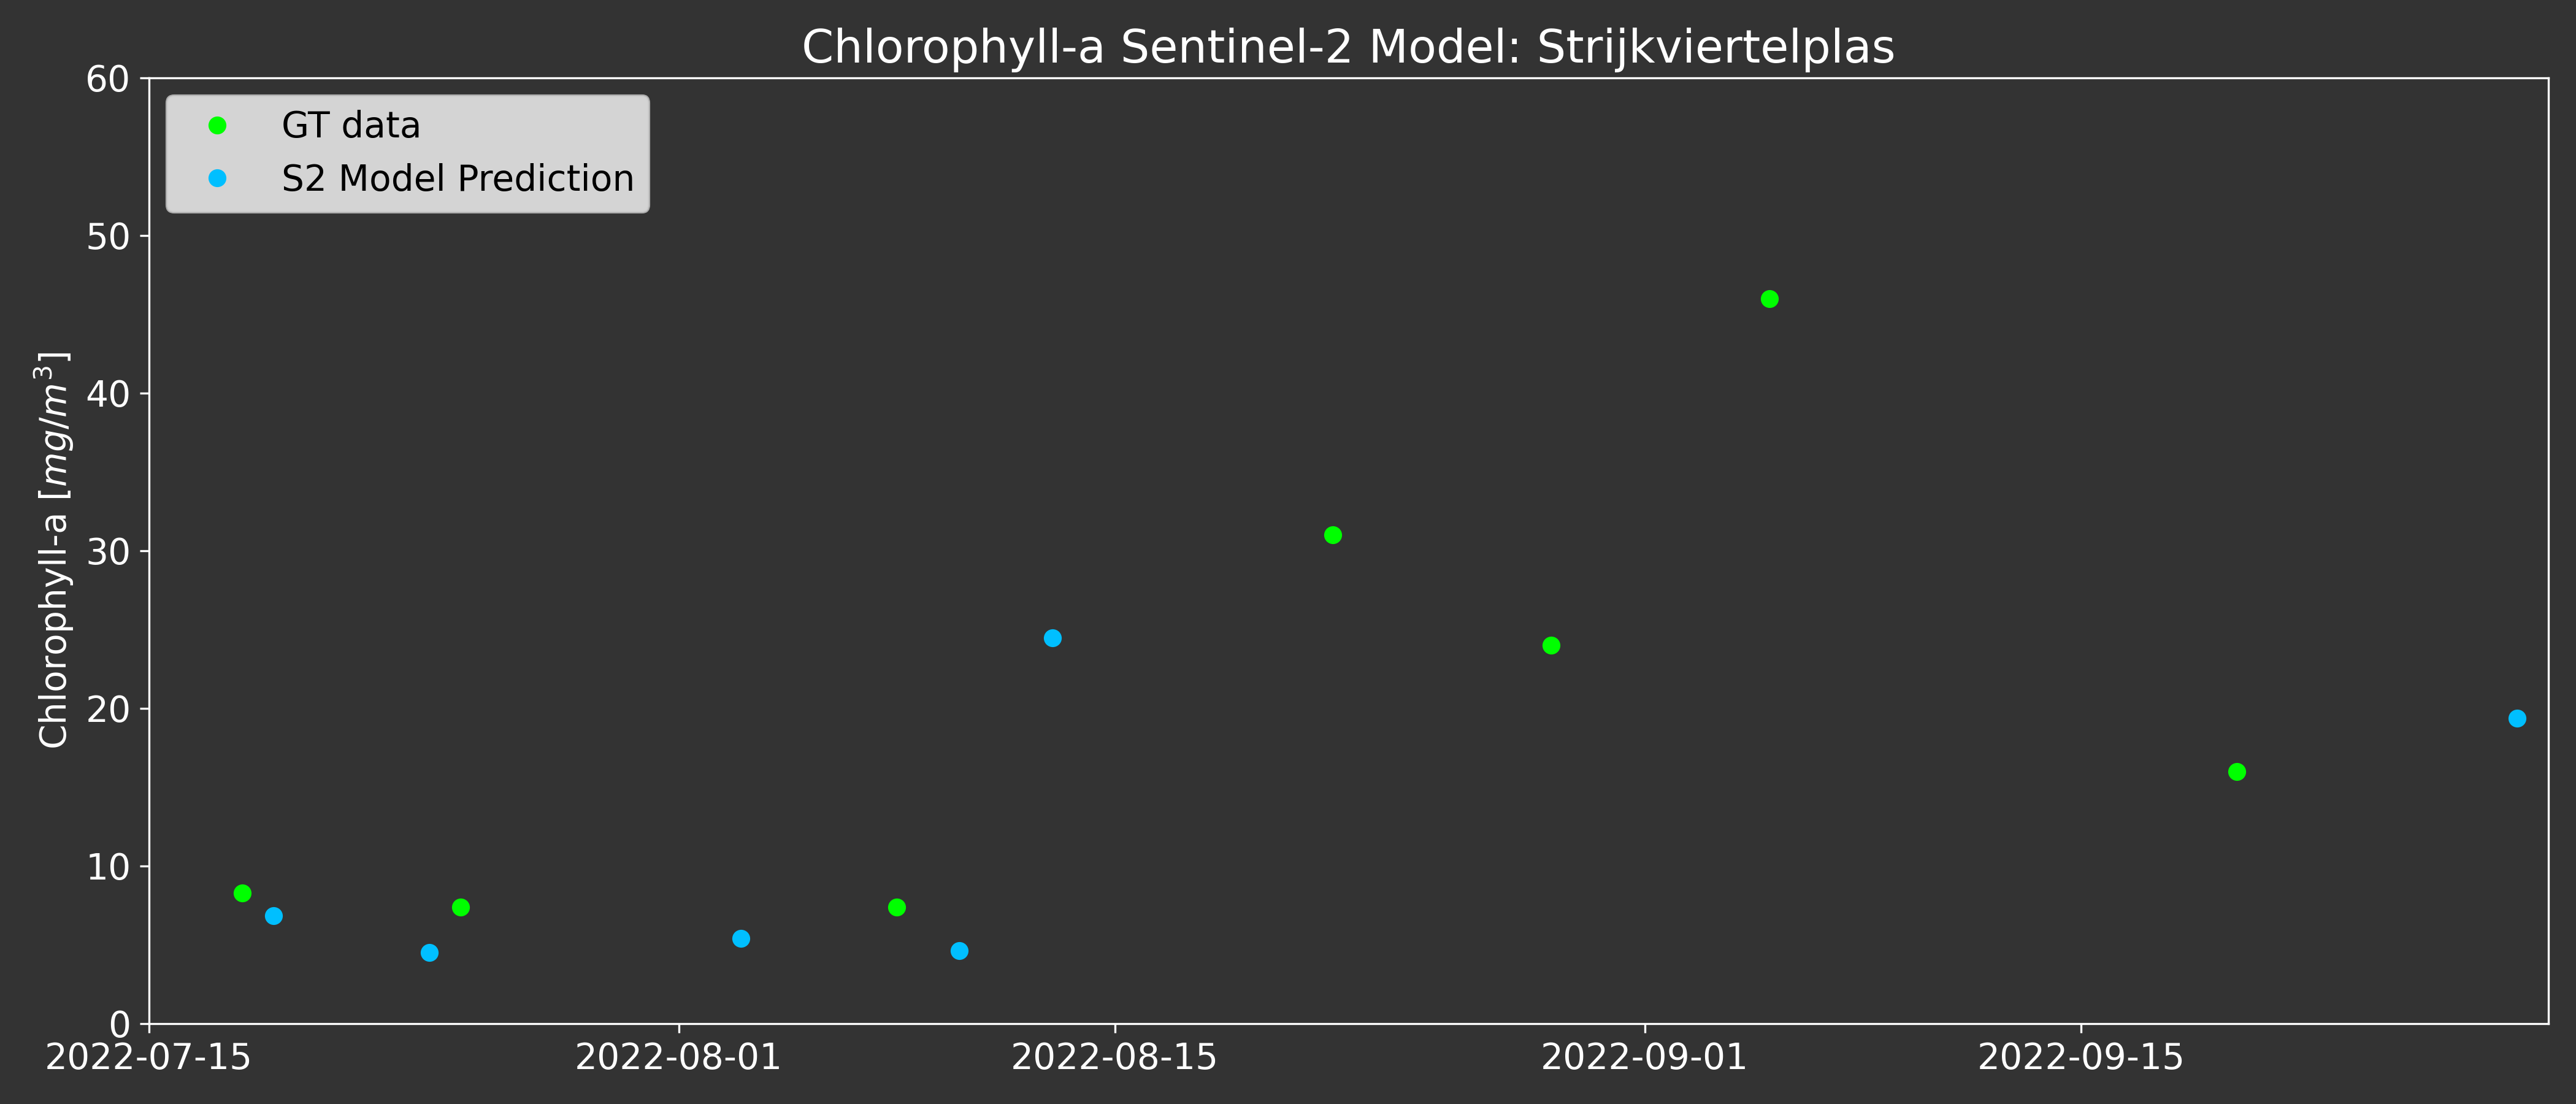 Chlorophyll-a Sentinel-2 Model: Strijkviertelplas
GT data
S2 Model Prediction
Chlorophyll-a [mg/m³]
60
50
40
30
20
10
0
2022-07-15 2022-08-01 2022-08-15 2022-09-01 2022-09-15